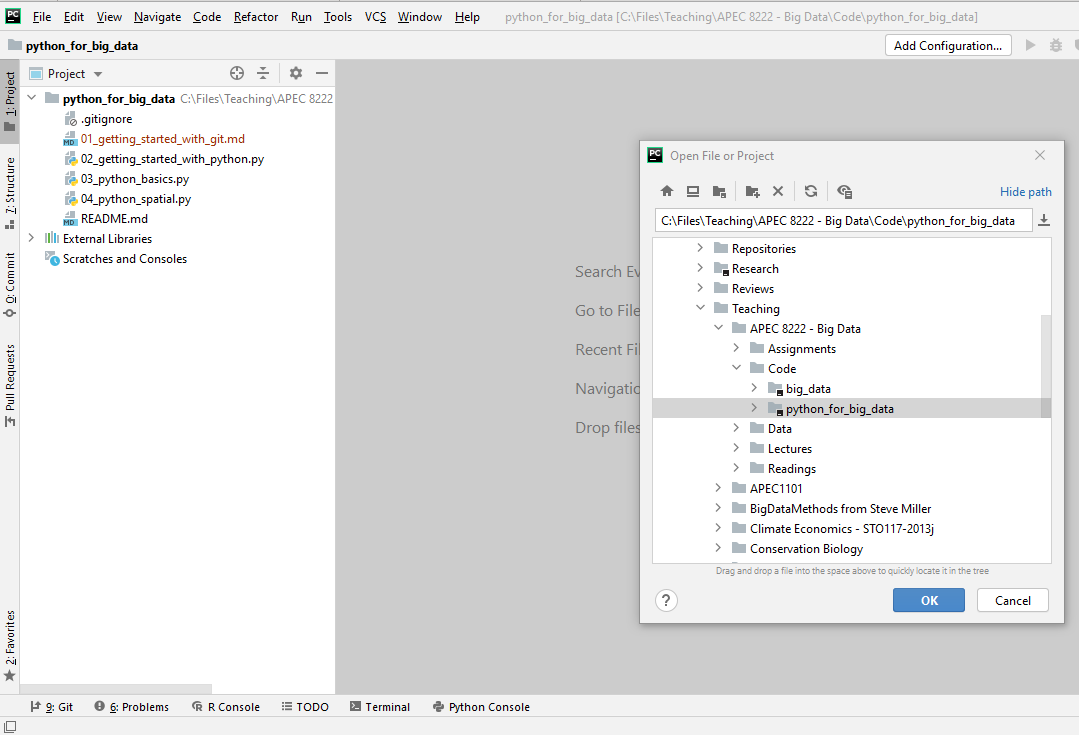 PC File Edit View Navigate Code Refactor Run Tools VCS Window Help python_for_big_data [C:\Files\Teaching\APEC 8222 - Big Data\Code\python_for_big_data]
python_for_big_data Add Configuration...
1: Project
7: Structure
0: Commit
Pull Requests
2: Favorites
Project
python_for_big_data C:\Files\Teaching\APEC 8222
.gitignore
MD 01_getting_started_with_git.md
02_getting_started_with_python.py
03_python_basics.py
04_python_spatial.py
MD README.md
External Libraries
Scratches and Consoles
Search Ev
Go to File
Recent Fi
Navigatio
Drop files
PC Open File or Project
Hide path
C:\Files\Teaching\APEC 8222 - Big Data\Code\python_for_big_data
Repositories
Research
Reviews
Teaching
APEC 8222 - Big Data
Assignments
Code
big_data
python_for_big_data
Data
Lectures
Readings
APEC1101
BigDataMethods from Steve Miller
Climate Economics - STO117-2013j
Conservation Biology
Drag and drop a file into the space above to quickly locate it in the tree
? OK Cancel
9: Git 6: Problems R Console TODO Terminal Python Console